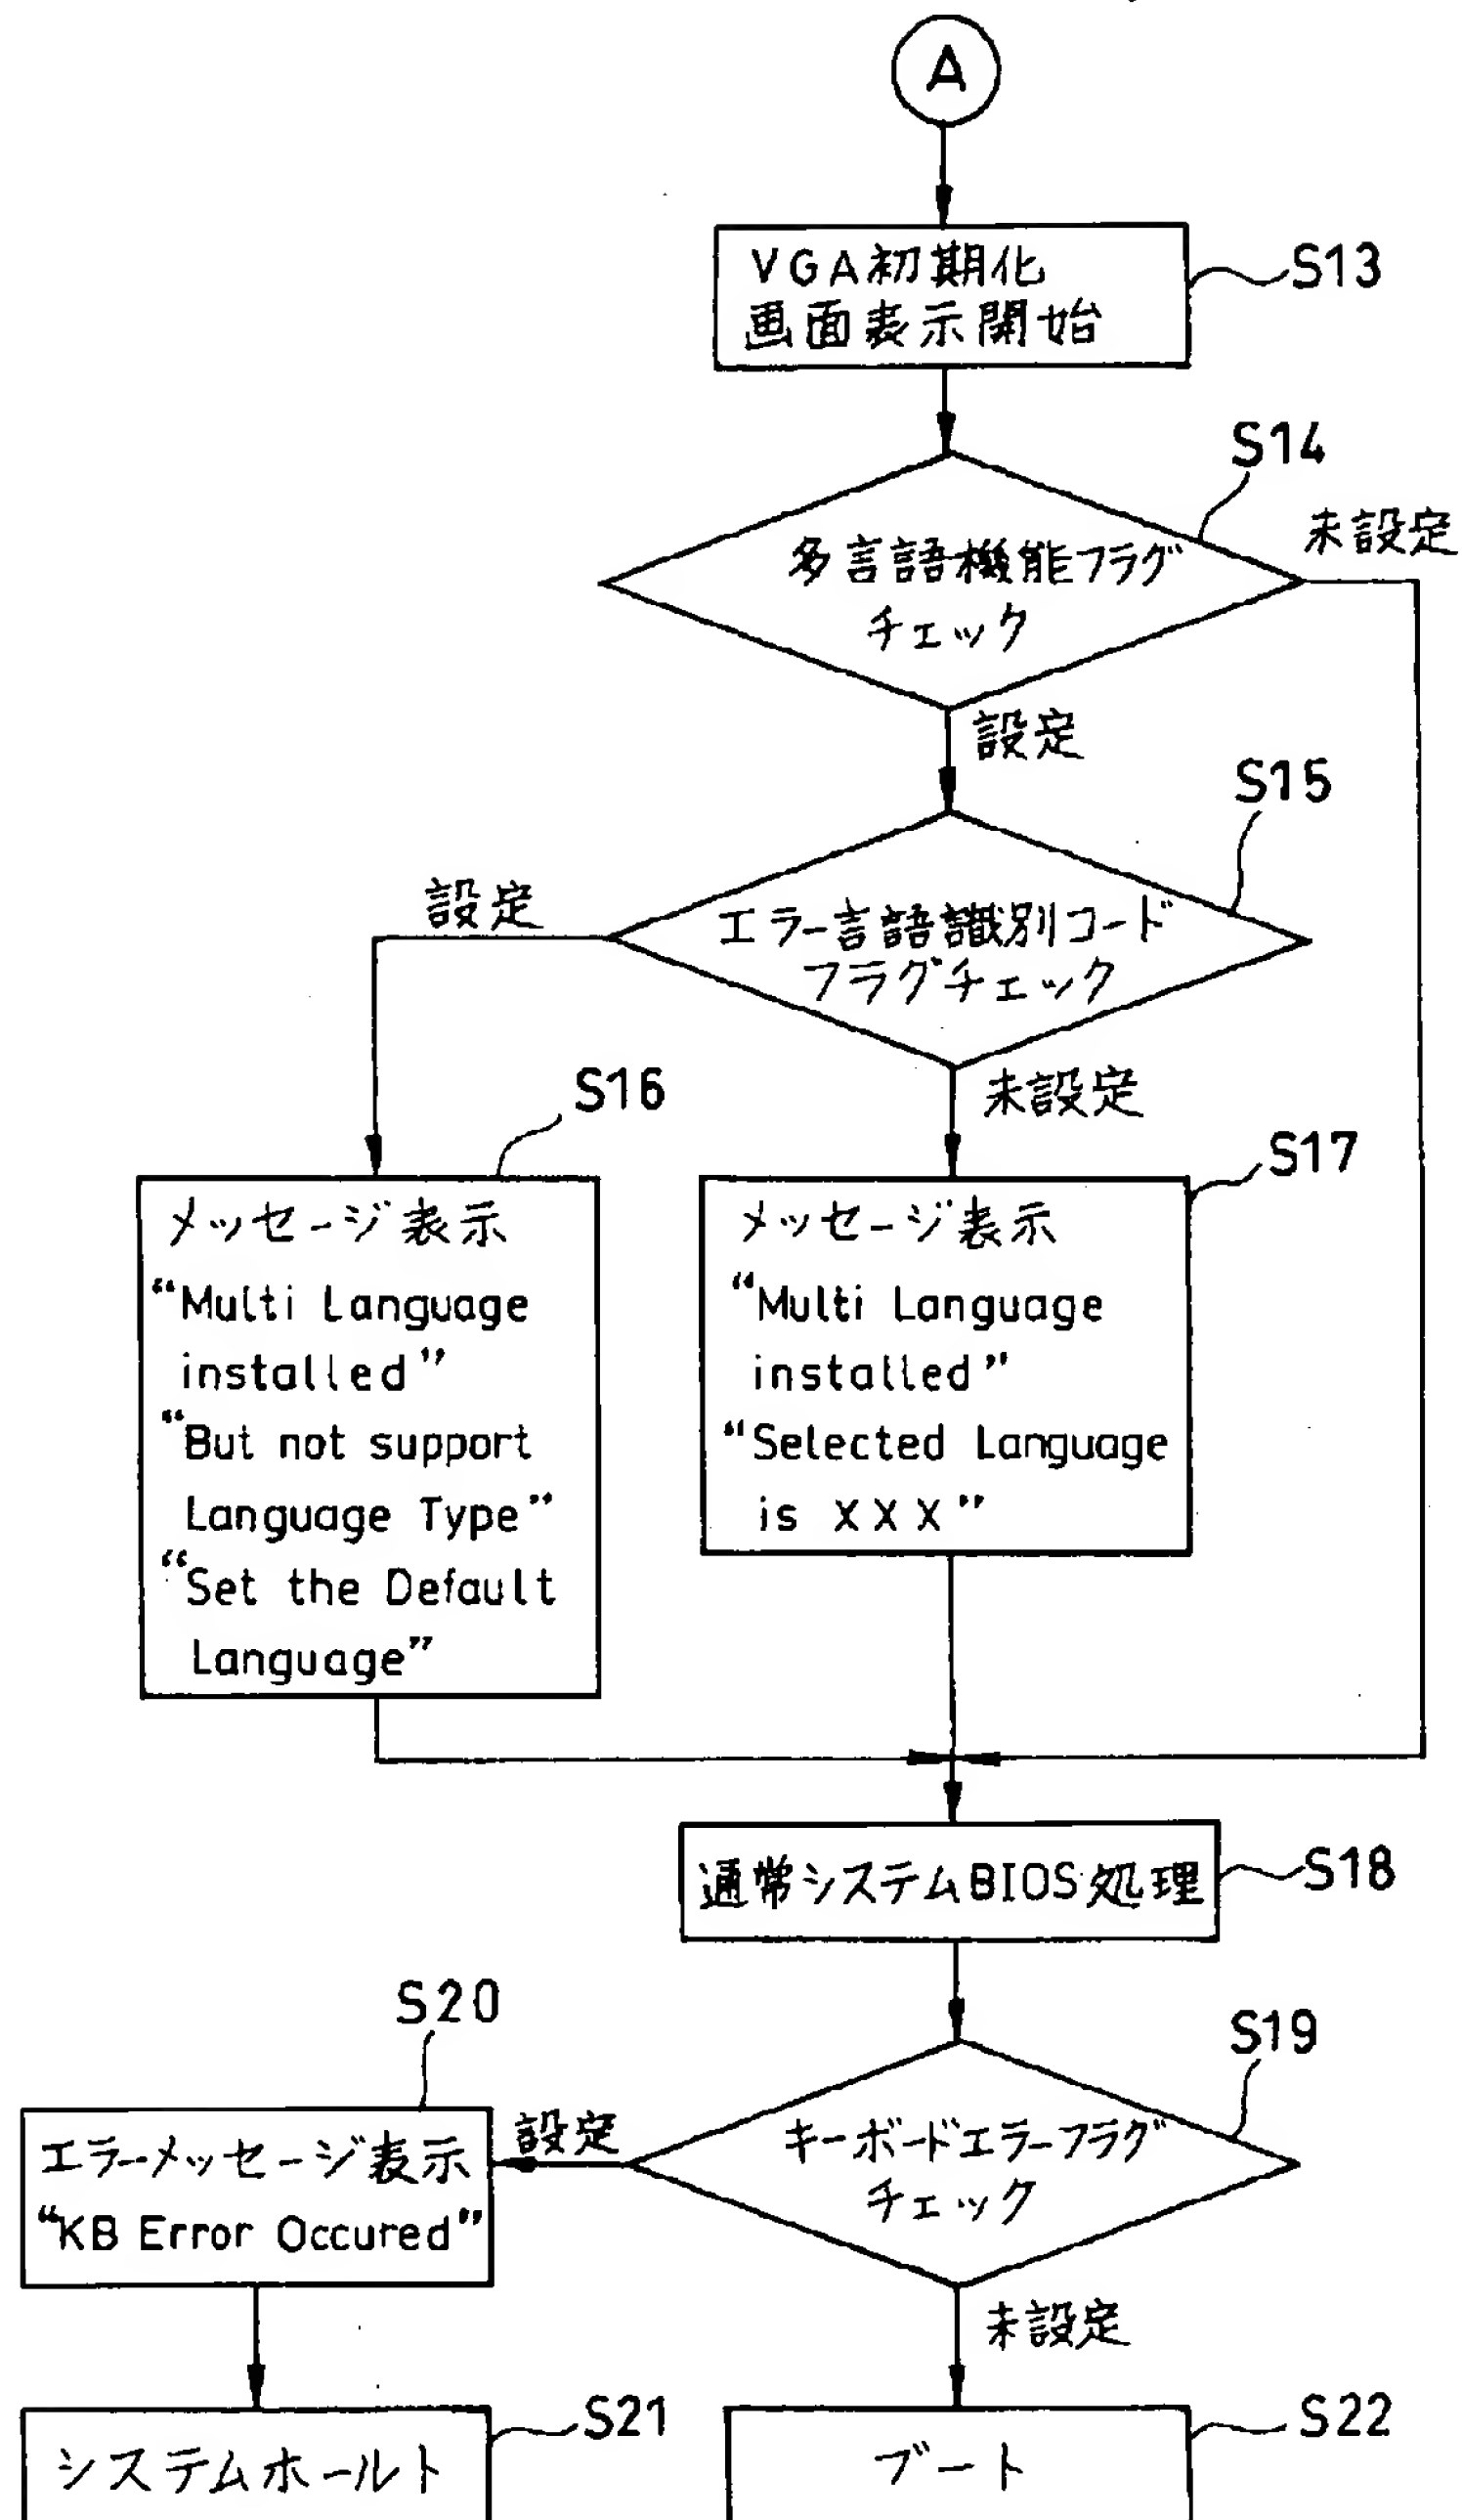 A
VGA初期化
画面表示開始
S13
S14
未設定
多言語機能フラグ
チェック
設定
S15
設定
エラー言語識別コード
フラグチェック
未設定
S16
S17
メッセージ表示
“Multi Language
installed”
“But not support
Language Type”
“Set the Default
Language”
メッセージ表示
“Multi Language
installed”
“Selected Language
is XXX”
通常システムBIOS処理
S18
S20
S19
設定
エラーメッセージ表示
“KB Error Occured”
キーボードエラーフラグ
チェック
未設定
S21
システムホールト
S22
ブート